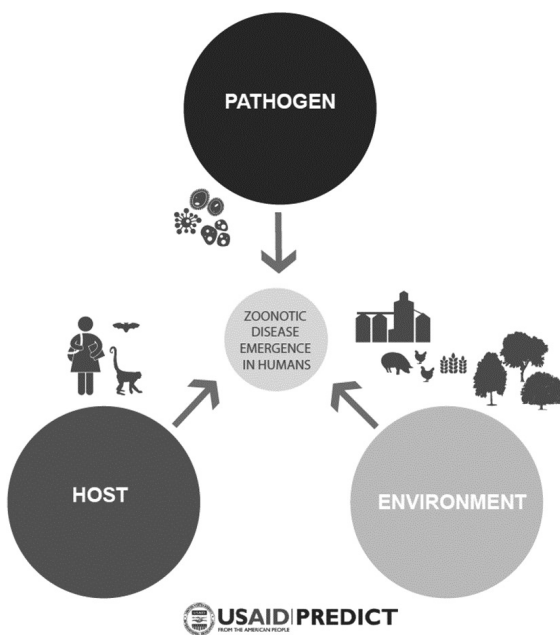 PATHOGEN
ZOONOTIC
DISEASE
EMERGENCE
IN HUMANS
HOST
ENVIRONMENT
USAID|PREDICT
FROM THE AMERICAN PEOPLE